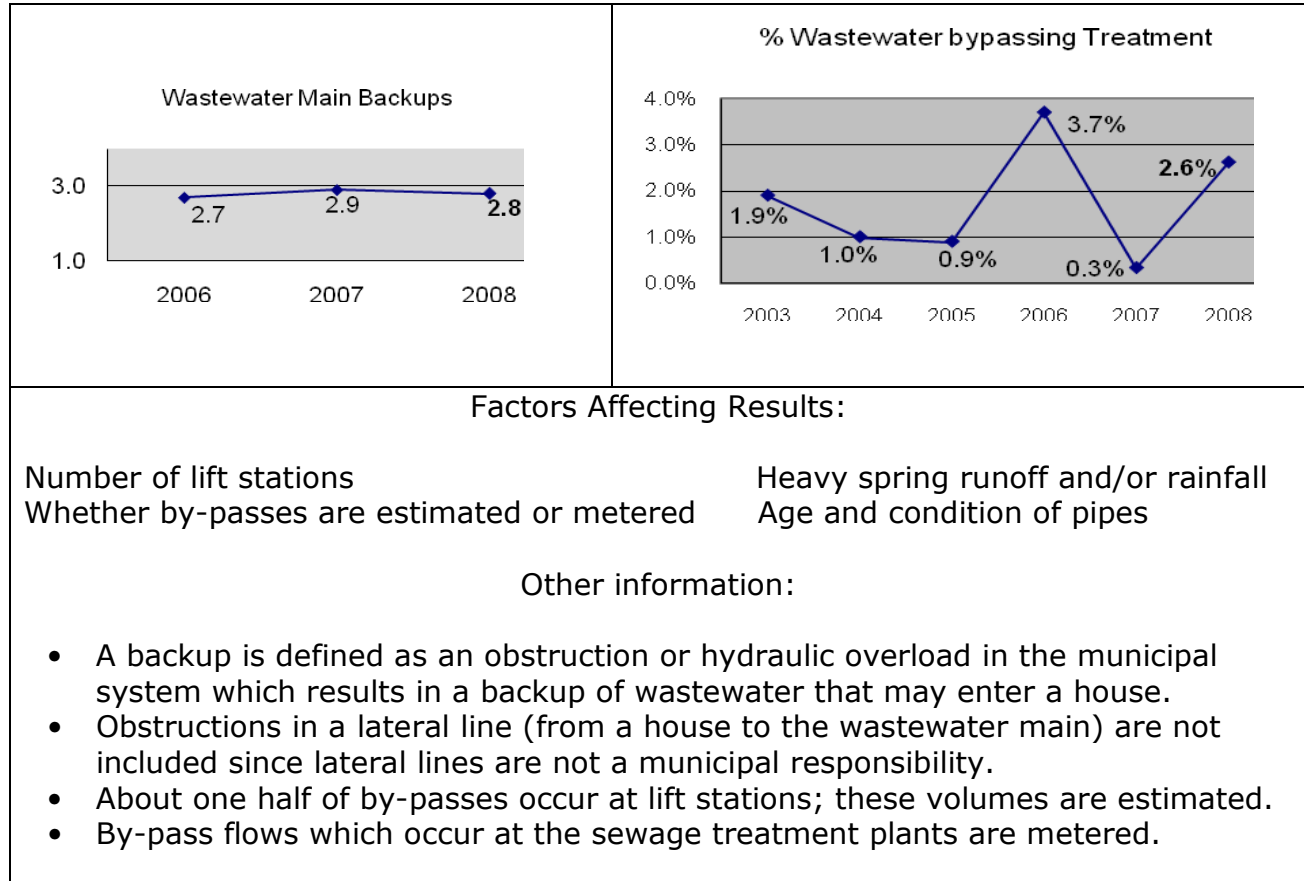 Wastewater Main Backups
3.0
1.0
2.7
2.9
2.8
2006 2007 2008
% Wastewater bypassing Treatment
4.0%
3.0%
2.0%
1.0%
0.0%
1.9%
1.0%
0.9%
3.7%
0.3%
2.6%
2003 2004 2005 2006 2007 2008
Factors Affecting Results:
Number of lift stations Heavy spring runoff and/or rainfall
Whether by-passes are estimated or metered Age and condition of pipes
Other information:
• A backup is defined as an obstruction or hydraulic overload in the municipal
system which results in a backup of wastewater that may enter a house.
• Obstructions in a lateral line (from a house to the wastewater main) are not
included since lateral lines are not a municipal responsibility.
• About one half of by-passes occur at lift stations; these volumes are estimated.
• By-pass flows which occur at the sewage treatment plants are metered.